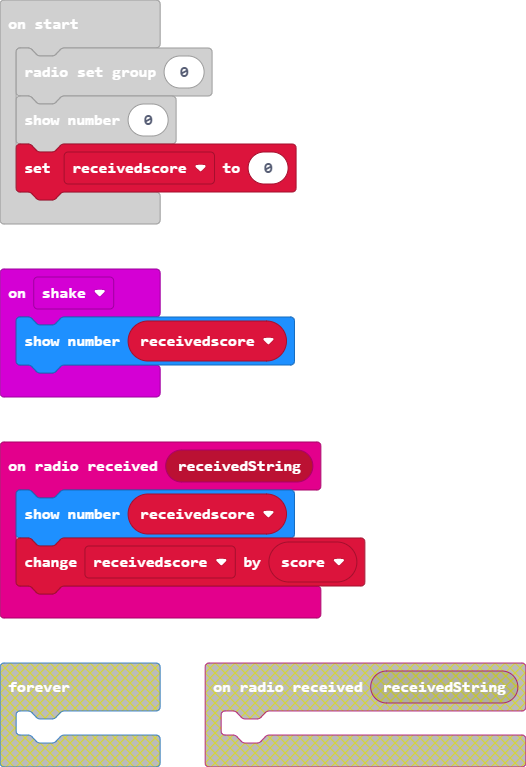 on start
radio set group 0
show number 0
set receivedscore to 0
on shake
show number receivedscore
on radio received receivedString
show number receivedscore
change receivedscore by score
forever
on radio received receivedString